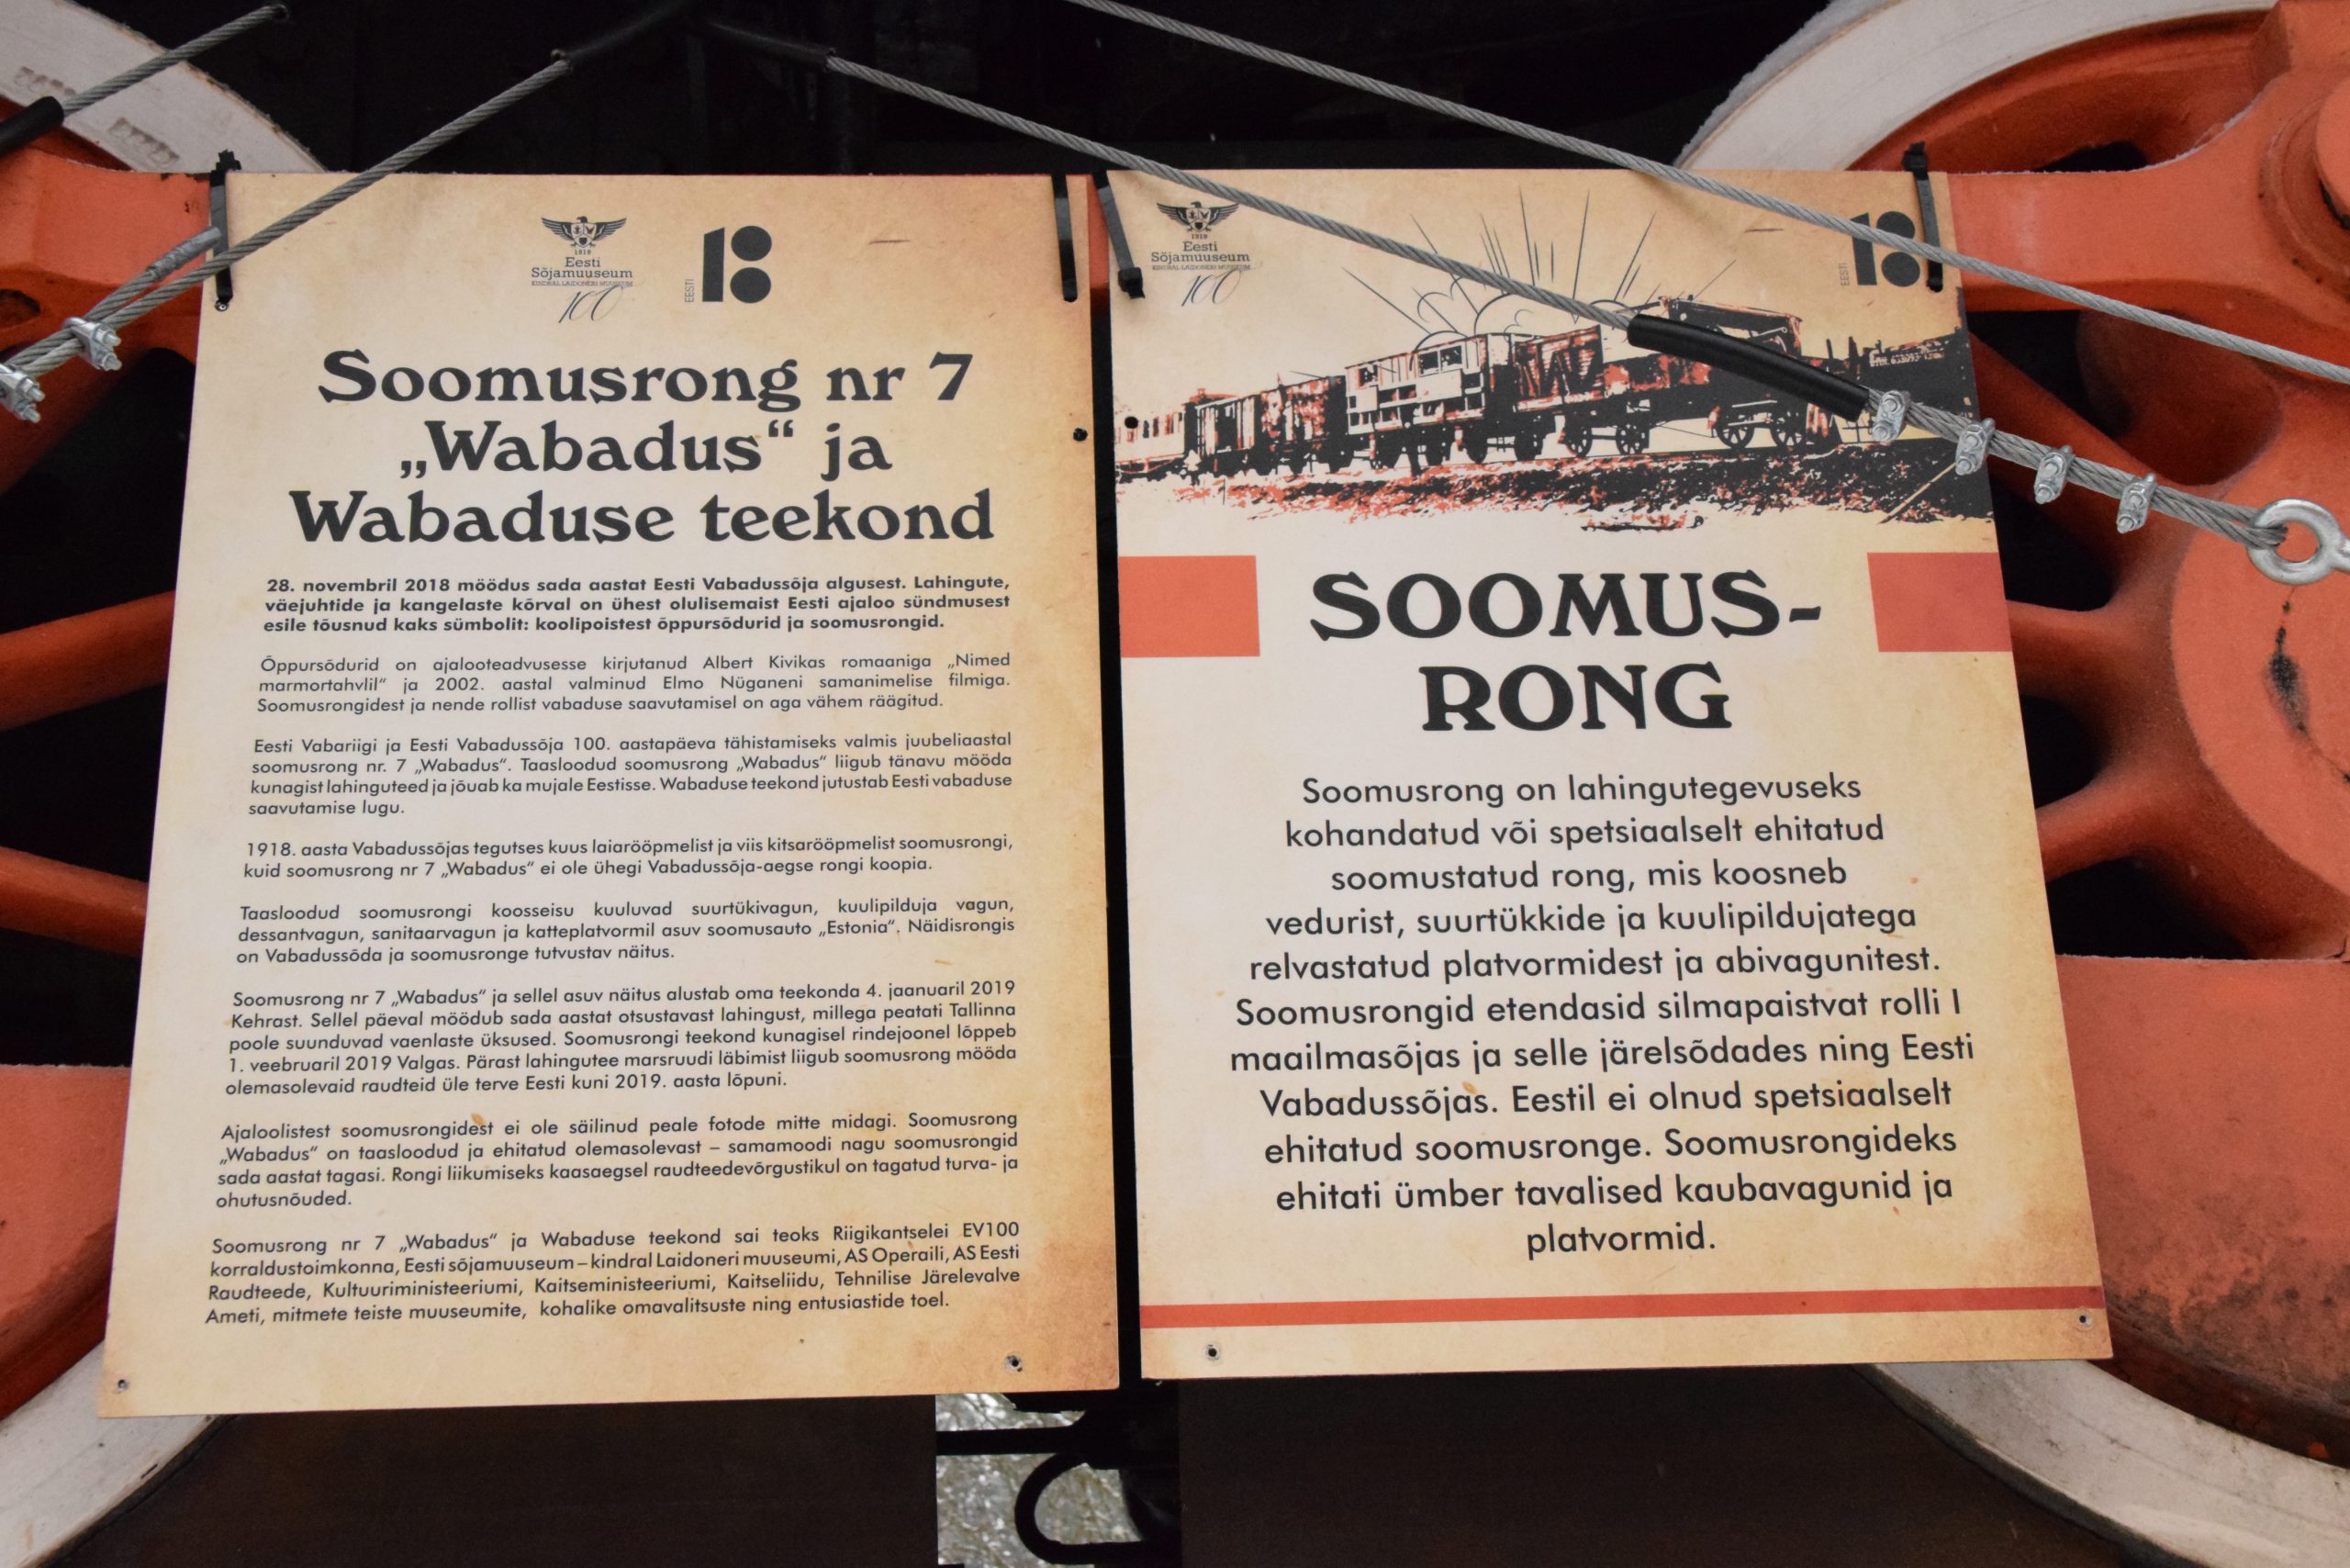 1918
Eesti
Sõjamuuseum
KINDRAL LAIDONERI MUUSEUM
100
EESTI
Soomusrong nr 7
„Wabadus“ ja
Wabaduse teekond
28. novembril 2018 möödus sada aastat Eesti Vabadussõja algusest. Lahingute,
väejuhtide ja kangelaste kõrval on ühest olulisemaist Eesti ajaloo sündmusest
esile tõusnud kaks sümbolit: koolipoistest õppursõdurid ja soomusrongid.
Õppursõdurid on ajalooteadvusesse kirjutanud Albert Kivikas romaaniga „Nimed
marmortahvlil“ ja 2002. aastal valminud Elmo Nüganeni samanimelise filmiga.
Soomusrongidest ja nende rollist vabaduse saavutamisel on aga vähem räägitud.
Eesti Vabariigi ja Eesti Vabadussõja 100. aastapäeva tähistamiseks valmis juubeliaastal
soomusrong nr. 7 „Wabadus“. Taasloodud soomusrong „Wabadus“ liigub tänavu mööda
kunagist lahinguteed ja jõuab ka mujale Eestisse. Wabaduse teekond jutustab Eesti vabaduse
saavutamise lugu.
1918. aasta Vabadussõjas tegutses kuus laiarööpmelist ja viis kitsarööpmelist soomusrongi,
kuid soomusrong nr 7 „Wabadus“ ei ole ühegi Vabadussõja-aegse rongi koopia.
Taasloodud soomusrongi koosseisu kuuluvad suurtükivagun, kuulipilduja vagun,
dessantvagun, sanitaarvagun ja katteplatvormil asuv soomusauto „Estonia“. Näidisrongis
on Vabadussõda ja soomusronge tutvustav näitus.
Soomusrong nr 7 „Wabadus“ ja sellel asuv näitus alustab oma teekonda 4. jaanuaril 2019
Kehrast. Sellel päeval möödub sada aastat otsustavast lahingust, millega peatati Tallinna
poole suunduvad vaenlaste üksused. Soomusrongi teekond kunagisel rindejoonel lõppeb
1. veebruaril 2019 Valgas. Pärast lahingutee marsruudi läbimist liigub soomusrong mööda
olemasolevaid raudteid üle terve Eesti kuni 2019. aasta lõpuni.
Ajaloolistest soomusrongidest ei ole säilinud peale fotode mitte midagi. Soomusrong
„Wabadus“ on taasloodud ja ehitatud olemasolevast – samamoodi nagu soomusrongid
sada aastat tagasi. Rongi liikumiseks kaasaegsel raudteedevõrgustikul on tagatud turva- ja
ohutusnõuded.
Soomusrong nr 7 „Wabadus“ ja Wabaduse teekond sai teoks Riigikantselei EV100
korraldustoimkonna, Eesti sõjamuuseum – kindral Laidoneri muuseumi, AS Operaili, AS Eesti
Raudteede, Kultuuriministeeriumi, Kaitseministeeriumi, Kaitseliidu, Tehnilise Järelevalve
Ameti, mitmete teiste muuseumite, kohalike omavalitsuste ning entusiastide toel.
1918
Eesti
Sõjamuuseum
KINDRAL LAIDONERI MUUSEUM
100
EESTI
SOOMUS-
RONG
Soomusrong on lahingutegevuseks
kohandatud või spetsiaalselt ehitatud
soomustatud rong, mis koosneb
vedurist, suurtükkide ja kuulipildujatega
relvastatud platvormidest ja abivagunitest.
Soomusrongid etendasid silmapaistvat rolli I
maailmasõjas ja selle järelsõdades ning Eesti
Vabadussõjas. Eestil ei olnud spetsiaalselt
ehitatud soomusronge. Soomusrongideks
ehitati ümber tavalised kaubavagunid ja
platvormid.